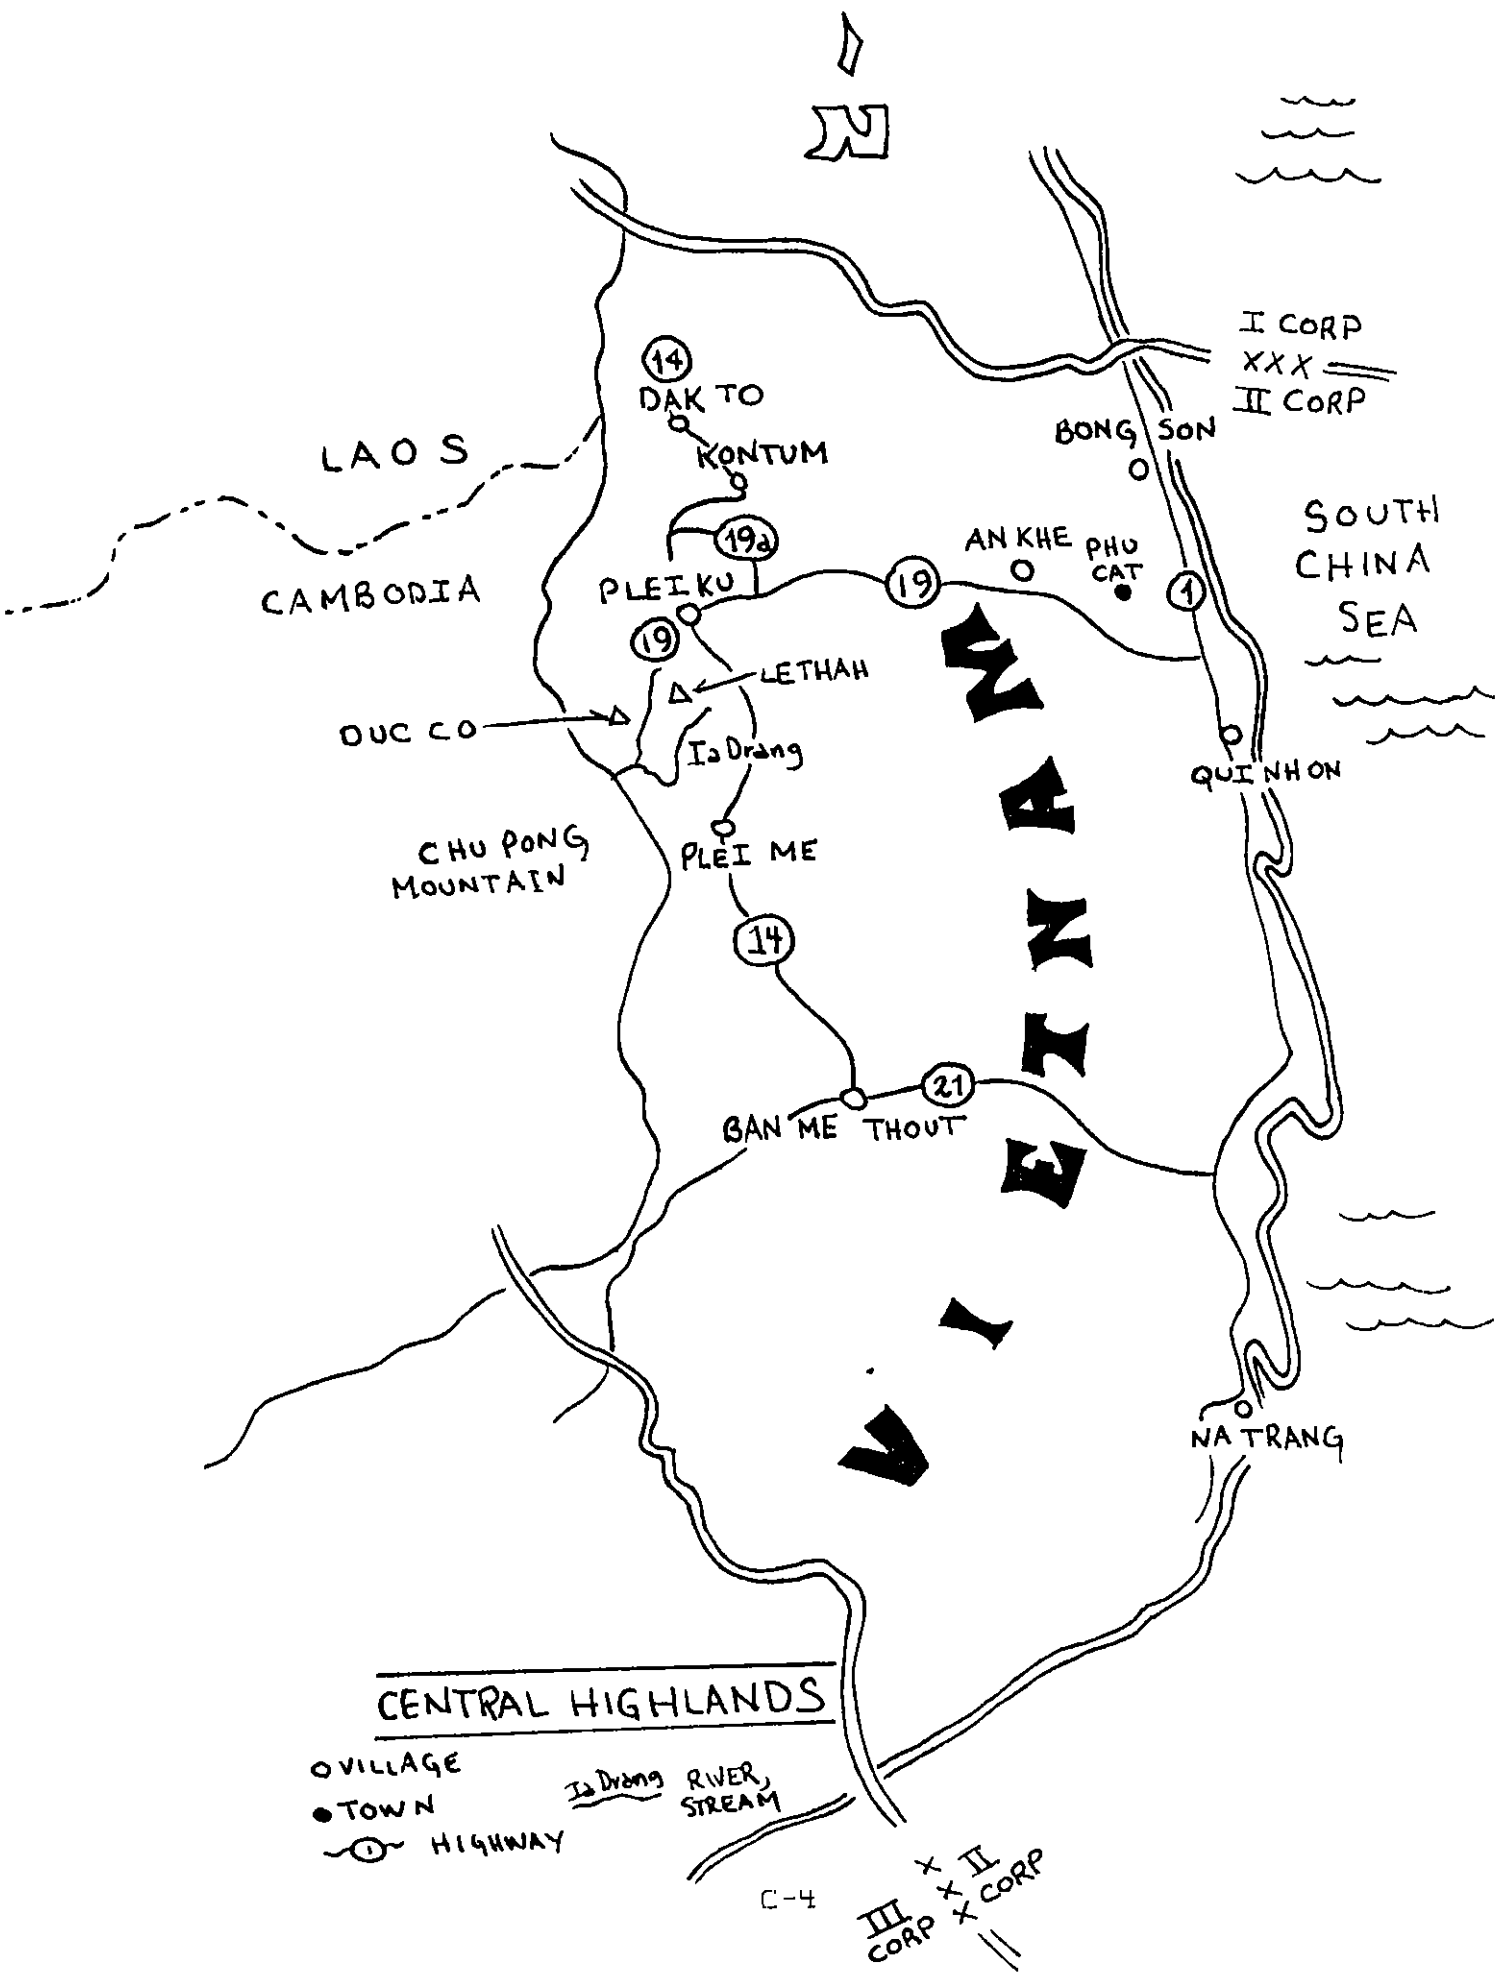 N
I CORP
XXX
II CORP
14
DAK TO
KONTUM
BONG SON
LAOS
CAMBODIA
19a
PLEIKU
19
AN KHE
PHU
CAT
19
1
SOUTH
CHINA
SEA
LETHAH
DUC CO
Ia Drang
QUI NHON
CHU PONG
MOUNTAIN
PLEI ME
14
21
BAN ME THOUT
VIETNAM
NA TRANG
CENTRAL HIGHLANDS
VILLAGE
TOWN
1 HIGHWAY
Ia Drang RIVER,
STREAM
C-4
XXX
II
CORP
III
CORP